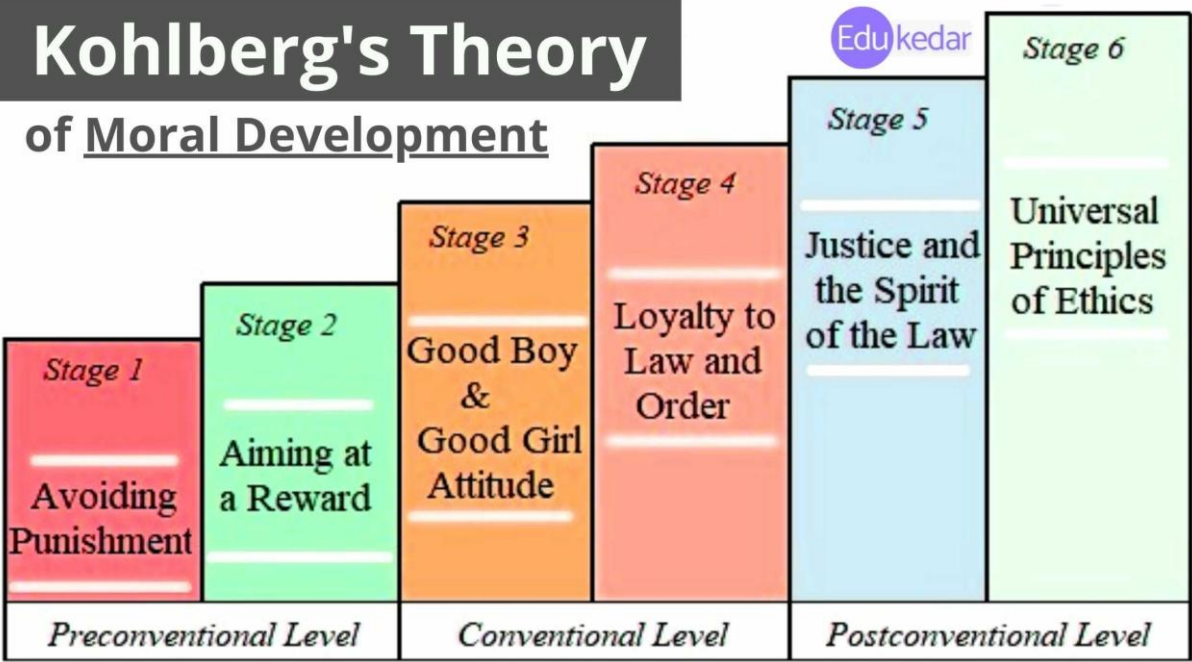 Kohlberg's Theory
of Moral Development
Edukedar
Stage 1
Avoiding
Punishment
Stage 2
Aiming at
a Reward
Stage 3
Good Boy
&
Good Girl
Attitude
Stage 4
Loyalty to
Law and
Order
Stage 5
Justice and
the Spirit
of the Law
Stage 6
Universal
Principles
of Ethics
Preconventional Level
Conventional Level
Postconventional Level